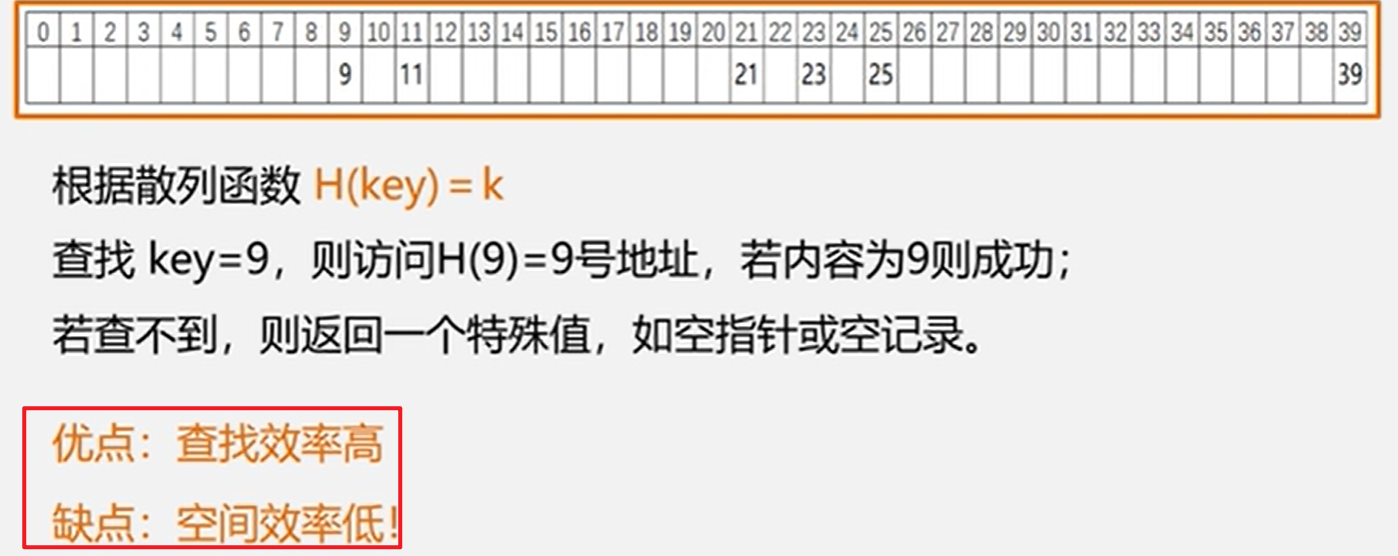 0 1 2 3 4 5 6 7 8 9 10 11 12 13 14 15 16 17 18 19 20 21 22 23 24 25 26 27 28 29 30 31 32 33 34 35 36 37 38 39
9 11 21 23 25 39
根据散列函数 H(key) = k
查找 key=9，则访问H(9)=9号地址，若内容为9则成功；
若查不到，则返回一个特殊值，如空指针或空记录。
优点：查找效率高
缺点：空间效率低！